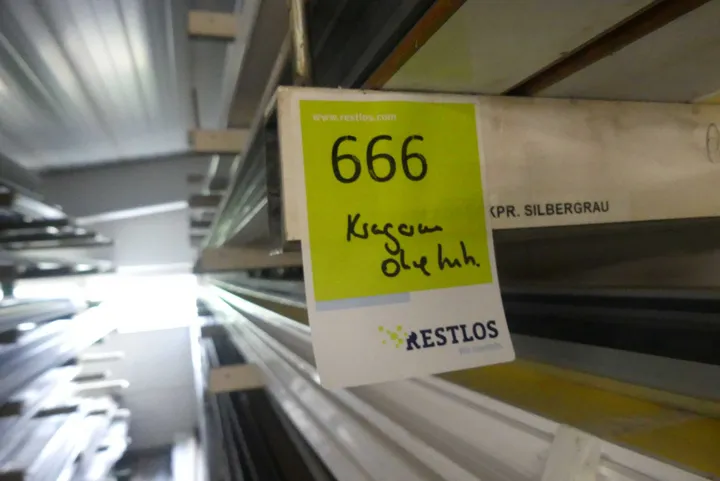 www.restlos.com
666
Kragarm
Ohne Inh.
KPR. SILBERGRAU
RESTLOS